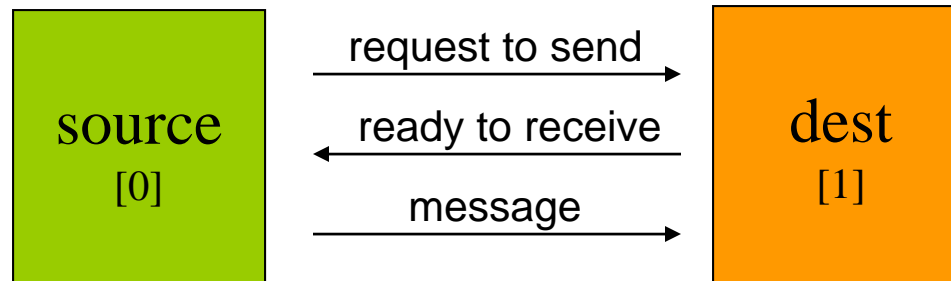 source
[0]
request to send
ready to receive
message
dest
[1]